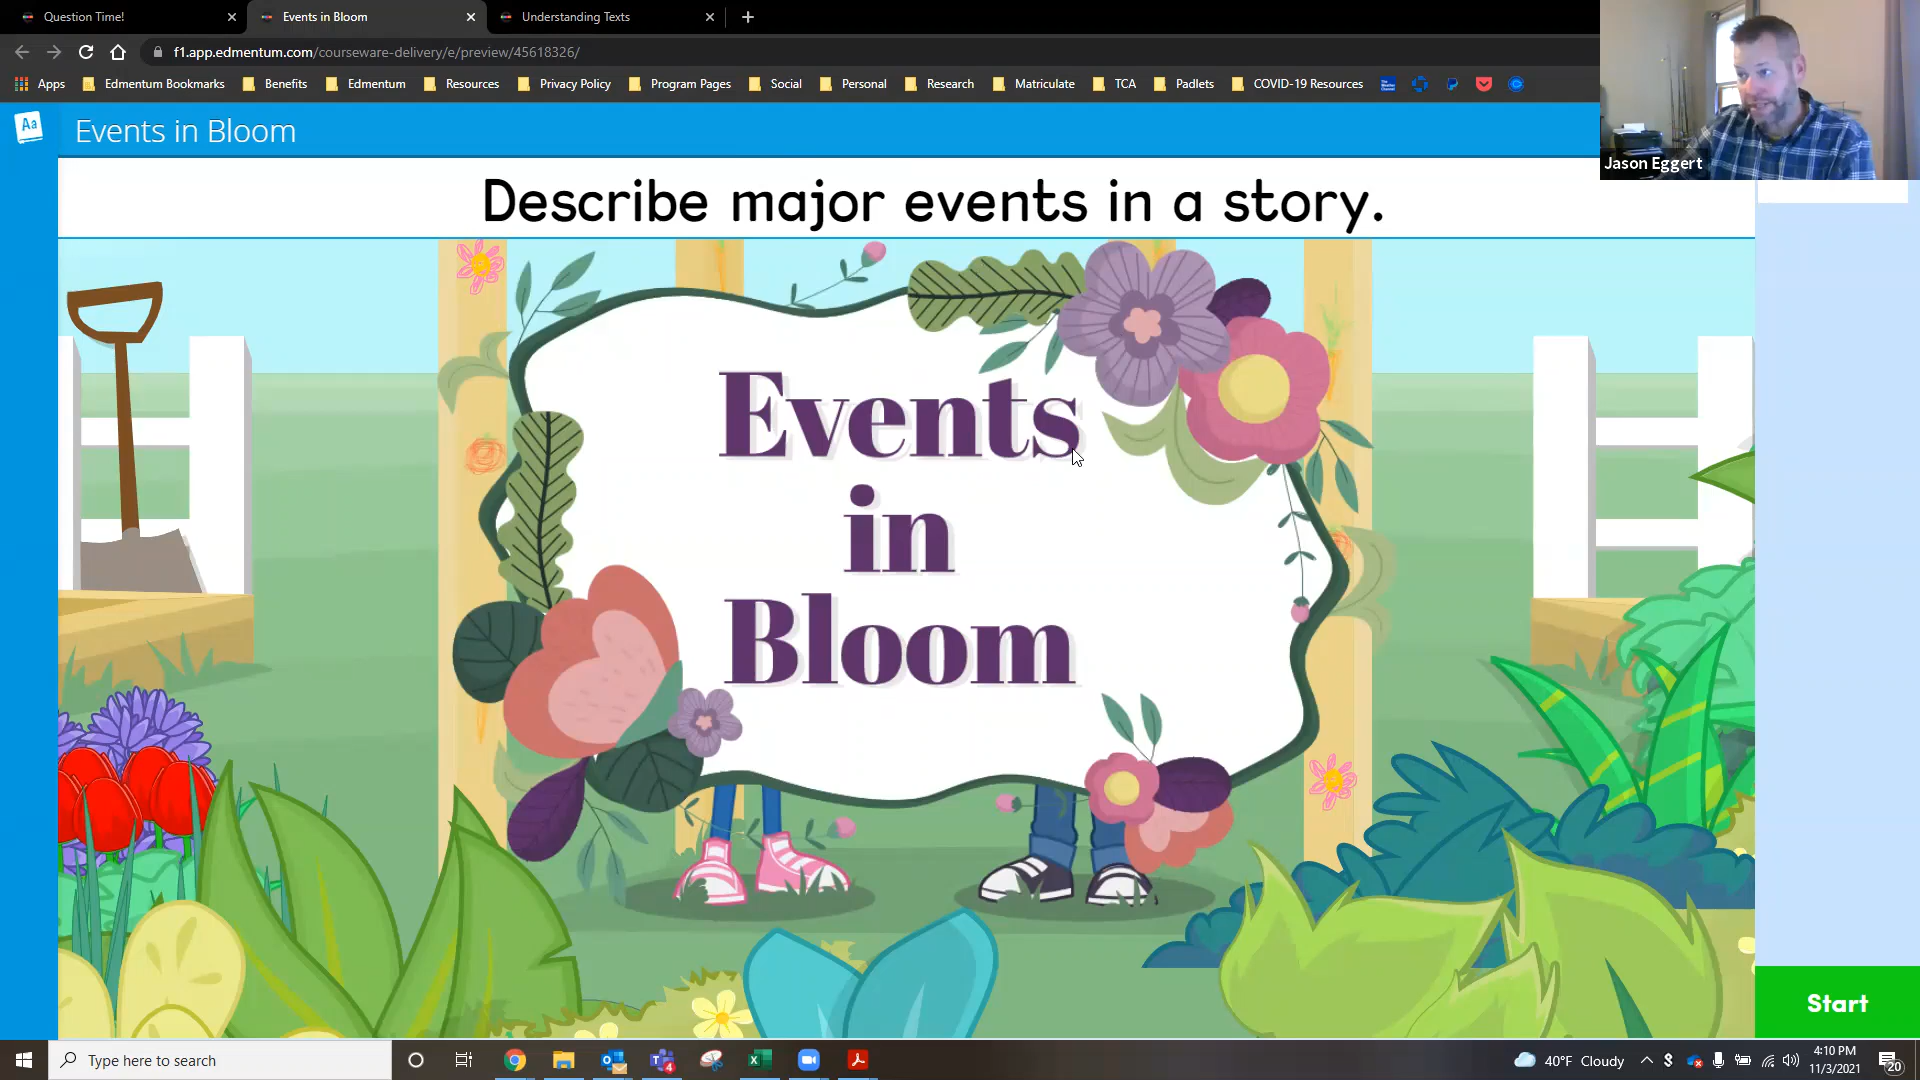 Question Time!
Events in Bloom
Understanding Texts
f1.app.edmentum.com/courseware-delivery/e/preview/45618326/
Apps
Edmentum Bookmarks
Benefits
Edmentum
Resources
Privacy Policy
Program Pages
Social
Personal
Research
Matriculate
TCA
Padlets
COVID-19 Resources
Jason Eggert
Aa
Events in Bloom
Describe major events in a story.
Events
in
Bloom
Start
Type here to search
4
40°F Cloudy
4:10 PM
11/3/2021
20